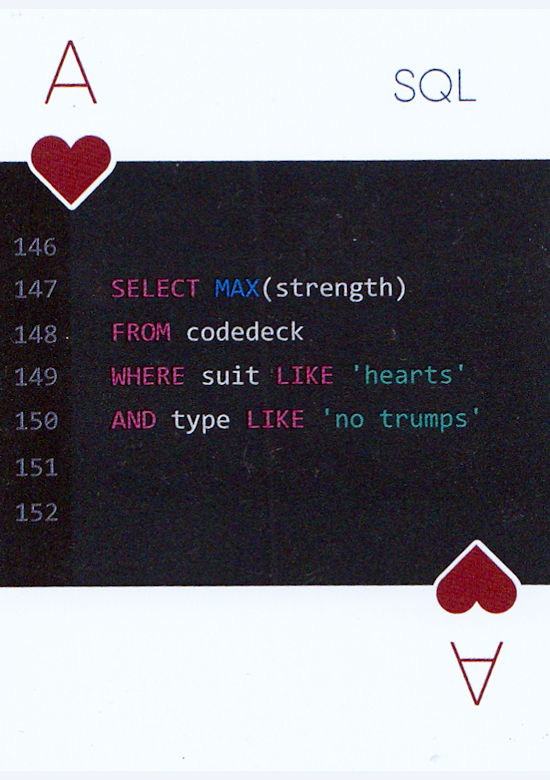 A
SQL
146
147 SELECT MAX(strength)
148 FROM codedeck
149 WHERE suit LIKE 'hearts'
150 AND type LIKE 'no trumps'
151
152
A